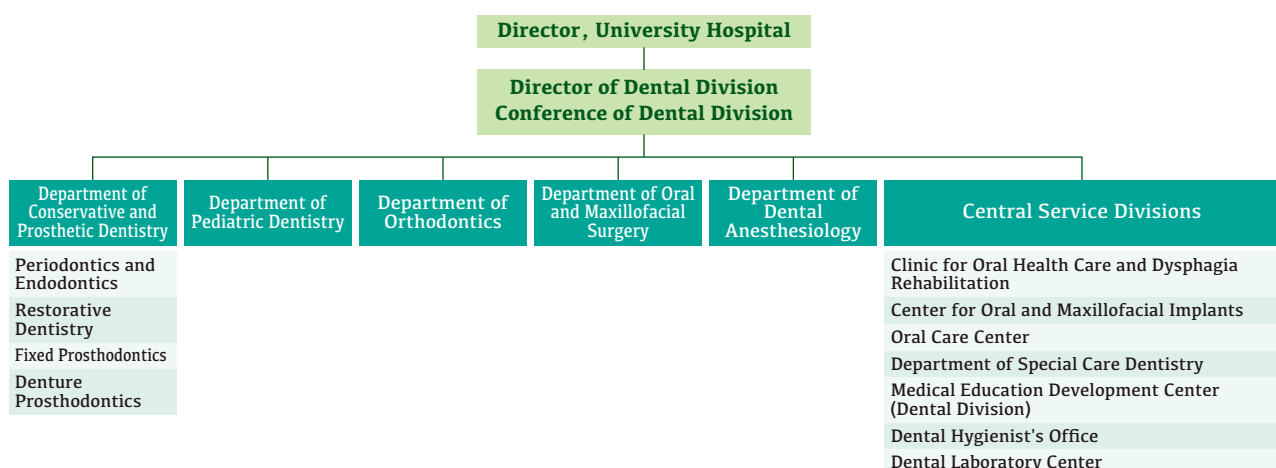 Director, University Hospital
Director of Dental Division
Conference of Dental Division
Department of
Conservative and
Prosthetic Dentistry
Department of
Pediatric Dentistry
Department of
Orthodontics
Department of Oral
and Maxillofacial
Surgery
Department of
Dental
Anesthesiology
Central Service Divisions
Periodontics and
Endodontics
Restorative
Dentistry
Fixed Prosthodontics
Denture
Prosthodontics
Clinic for Oral Health Care and Dysphagia
Rehabilitation
Center for Oral and Maxillofacial Implants
Oral Care Center
Department of Special Care Dentistry
Medical Education Development Center
(Dental Division)
Dental Hygienist's Office
Dental Laboratory Center